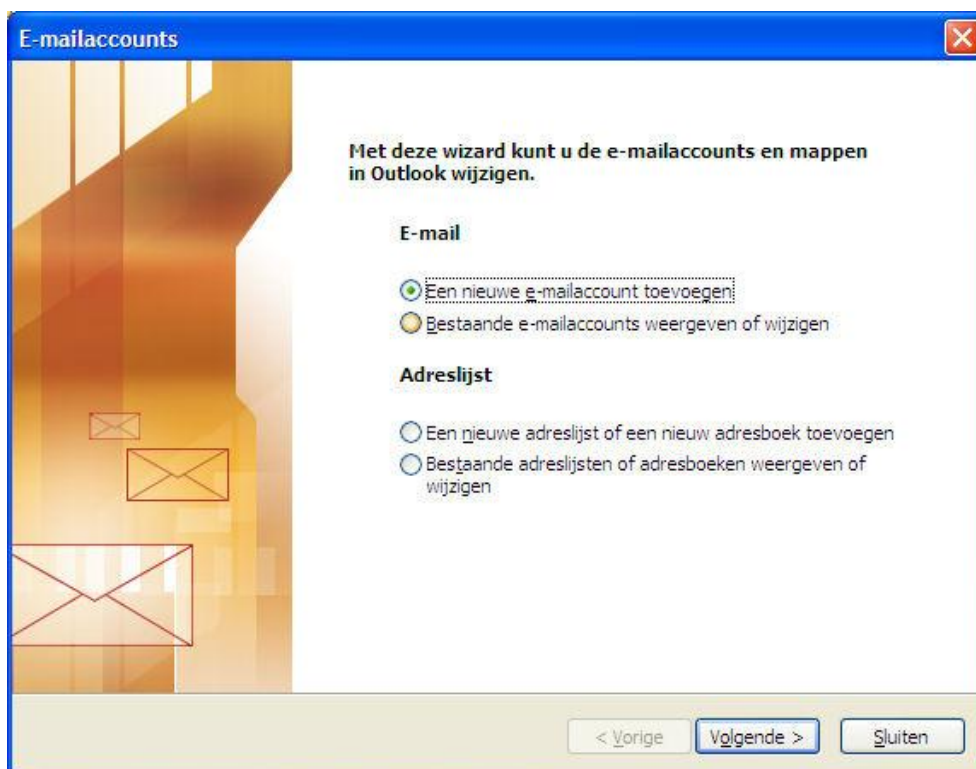 E-mailaccounts
Met deze wizard kunt u de e-mailaccounts en mappen
in Outlook wijzigen.
E-mail
Een nieuwe e-mailaccount toevoegen
Bestaande e-mailaccounts weergeven of wijzigen
Adreslijst
Een nieuwe adreslijst of een nieuw adresboek toevoegen
Bestaande adreslijsten of adresboeken weergeven of
wijzigen
< Vorige
Volgende >
Sluiten